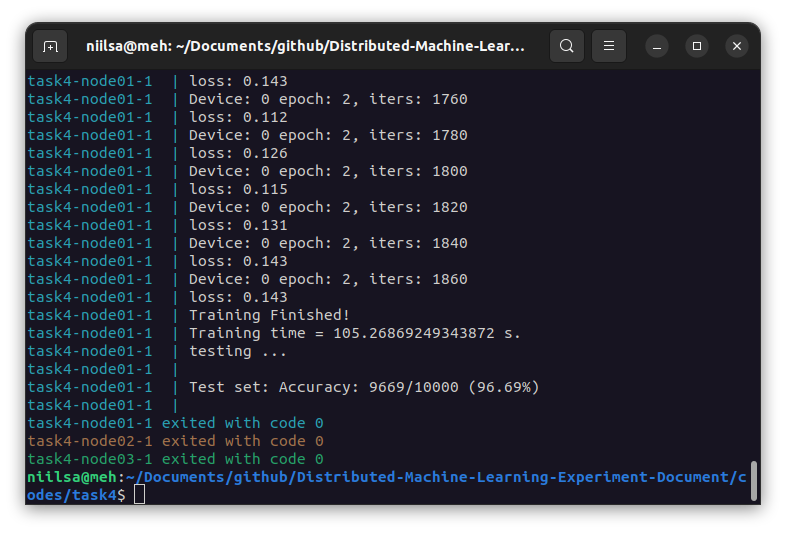 niilsa@meh: ~/Documents/github/Distributed-Machine-Lear...
task4-node01-1  | loss: 0.143
task4-node01-1  | Device: 0 epoch: 2, iters: 1760
task4-node01-1  | loss: 0.112
task4-node01-1  | Device: 0 epoch: 2, iters: 1780
task4-node01-1  | loss: 0.126
task4-node01-1  | Device: 0 epoch: 2, iters: 1800
task4-node01-1  | loss: 0.115
task4-node01-1  | Device: 0 epoch: 2, iters: 1820
task4-node01-1  | loss: 0.131
task4-node01-1  | Device: 0 epoch: 2, iters: 1840
task4-node01-1  | loss: 0.143
task4-node01-1  | Device: 0 epoch: 2, iters: 1860
task4-node01-1  | loss: 0.143
task4-node01-1  | Training Finished!
task4-node01-1  | Training time = 105.26869249343872 s.
task4-node01-1  | testing ...
task4-node01-1  |
task4-node01-1  | Test set: Accuracy: 9669/10000 (96.69%)
task4-node01-1  |
task4-node01-1 exited with code 0
task4-node02-1 exited with code 0
task4-node03-1 exited with code 0
niilsa@meh:~/Documents/github/Distributed-Machine-Learning-Experiment-Document/c
odes/task4$